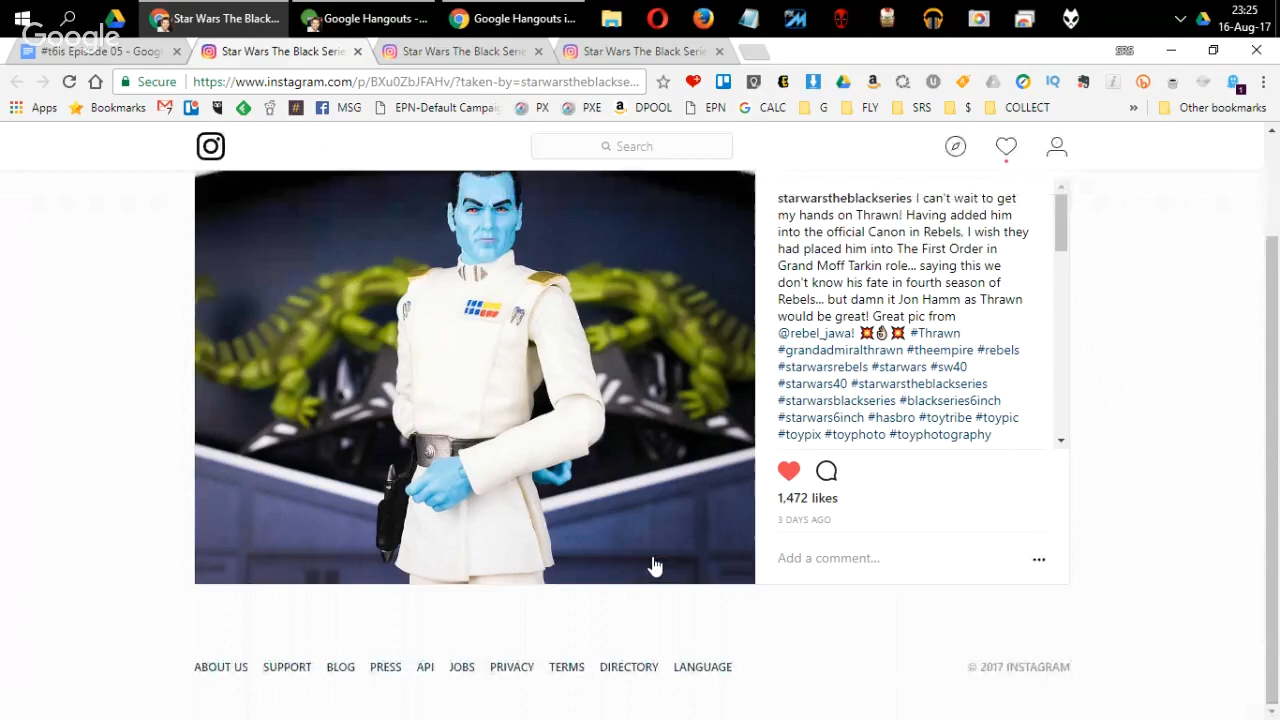 Star Wars The Black...
Google Hangouts -...
Google Hangouts i...
23:25
16-Aug-17
Google
#t6is Episode 05 - Googl
Star Wars The Black Serie
Star Wars The Black Serie
Star Wars The Black Serie
SRS
Secure
https://www.instagram.com/p/BXu0ZbJFAHv/?taken-by=starwarstheblackse...
Apps
Bookmarks
MSG
EPN-Default Campai
PX
PXE
DPOOL
EPN
CALC
G
FLY
SRS
$
COLLECT
Other bookmarks
Search
starwarstheblackseries I can't wait to get
my hands on Thrawn! Having added him
into the official Canon in Rebels, I wish they
had placed him into The First Order in
Grand Moff Tarkin role... saying this we
don't know his fate in fourth season of
Rebels... but damn it Jon Hamm as Thrawn
would be great! Great pic from
@rebel_jawa! 💥👌🏽💥 #Thrawn
#grandadmiralthrawn #theempire #rebels
#starwarsrebels #starwars #sw40
#starwars40 #starwarstheblackseries
#starwarsblackseries #blackseries6inch
#starwars6inch #hasbro #toytribe #toypic
#toypix #toyphoto #toyphotography
1,472 likes
3 DAYS AGO
Add a comment...
ABOUT US SUPPORT BLOG PRESS API JOBS PRIVACY TERMS DIRECTORY LANGUAGE
© 2017 INSTAGRAM